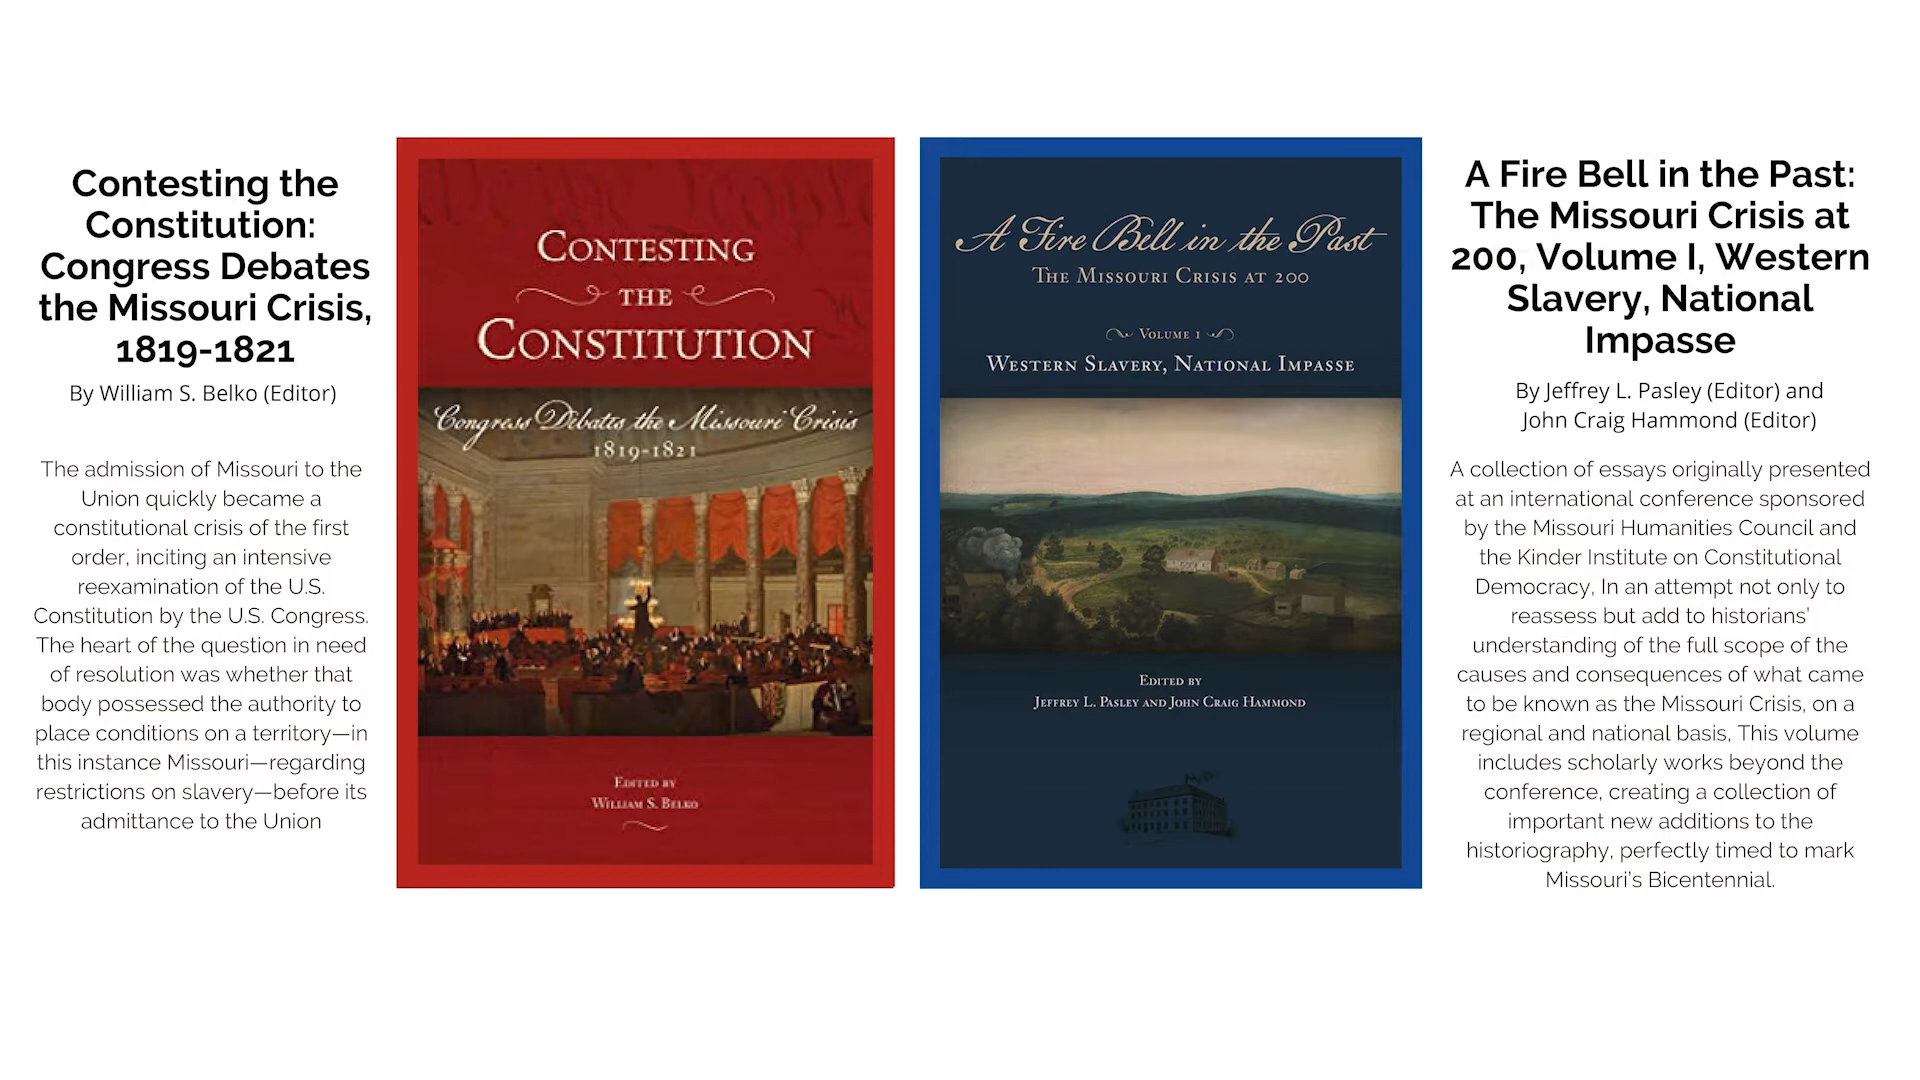 Contesting the
Constitution:
Congress Debates
the Missouri Crisis,
1819-1821
By William S. Belko (Editor)
The admission of Missouri to the
Union quickly became a
constitutional crisis of the first
order, inciting an intensive
reexamination of the U.S.
Constitution by the U.S. Congress.
The heart of the question in need
of resolution was whether that
body possessed the authority to
place conditions on a territory—in
this instance Missouri—regarding
restrictions on slavery—before its
admittance to the Union
Contesting
the
Constitution
Congress Debates the Missouri Crisis
1819-1821
Edited by
William S. Belko
A Fire Bell in the Past
The Missouri Crisis at 200
Volume I
Western Slavery, National Impasse
Edited by
Jeffrey L. Pasley and John Craig Hammond
A Fire Bell in the Past:
The Missouri Crisis at
200, Volume I, Western
Slavery, National
Impasse
By Jeffrey L. Pasley (Editor) and
John Craig Hammond (Editor)
A collection of essays originally presented
at an international conference sponsored
by the Missouri Humanities Council and
the Kinder Institute on Constitutional
Democracy, In an attempt not only to
reassess but add to historians'
understanding of the full scope of the
causes and consequences of what came
to be known as the Missouri Crisis, on a
regional and national basis, This volume
includes scholarly works beyond the
conference, creating a collection of
important new additions to the
historiography, perfectly timed to mark
Missouri's Bicentennial.